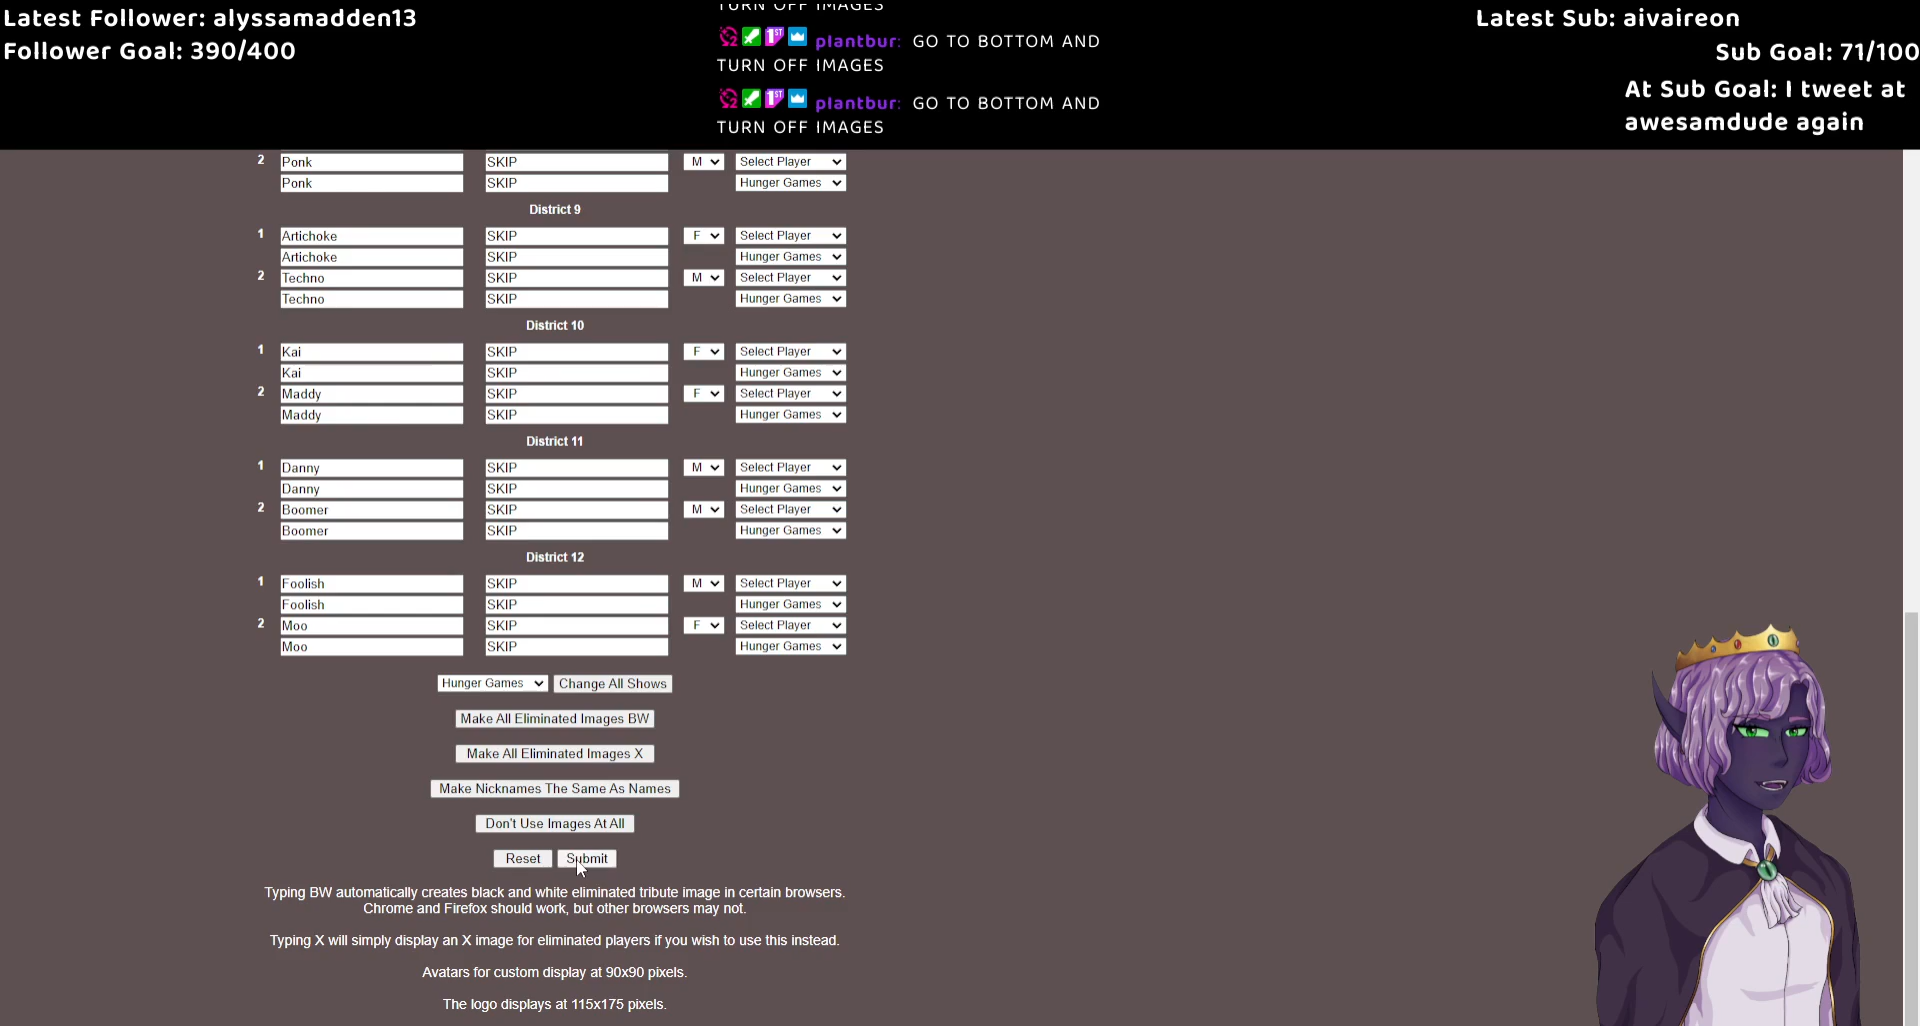 Latest Follower: alyssamadden13
Follower Goal: 390/400
TURN OFF IMAGES
plantbur: GO TO BOTTOM AND
TURN OFF IMAGES
plantbur: GO TO BOTTOM AND
TURN OFF IMAGES
Latest Sub: aivaireon
Sub Goal: 71/100
At Sub Goal: I tweet at
awesamdude again
2 Ponk SKIP M Select Player
Ponk SKIP Hunger Games
District 9
1 Artichoke SKIP F Select Player
Artichoke SKIP Hunger Games
2 Techno SKIP M Select Player
Techno SKIP Hunger Games
District 10
1 Kai SKIP F Select Player
Kai SKIP Hunger Games
2 Maddy SKIP F Select Player
Maddy SKIP Hunger Games
District 11
1 Danny SKIP M Select Player
Danny SKIP Hunger Games
2 Boomer SKIP M Select Player
Boomer SKIP Hunger Games
District 12
1 Foolish SKIP M Select Player
Foolish SKIP Hunger Games
2 Moo SKIP F Select Player
Moo SKIP Hunger Games
Hunger Games Change All Shows
Make All Eliminated Images BW
Make All Eliminated Images X
Make Nicknames The Same As Names
Don't Use Images At All
Reset Submit
Typing BW automatically creates black and white eliminated tribute image in certain browsers.
Chrome and Firefox should work, but other browsers may not.
Typing X will simply display an X image for eliminated players if you wish to use this instead.
Avatars for custom display at 90x90 pixels.
The logo displays at 115x175 pixels.